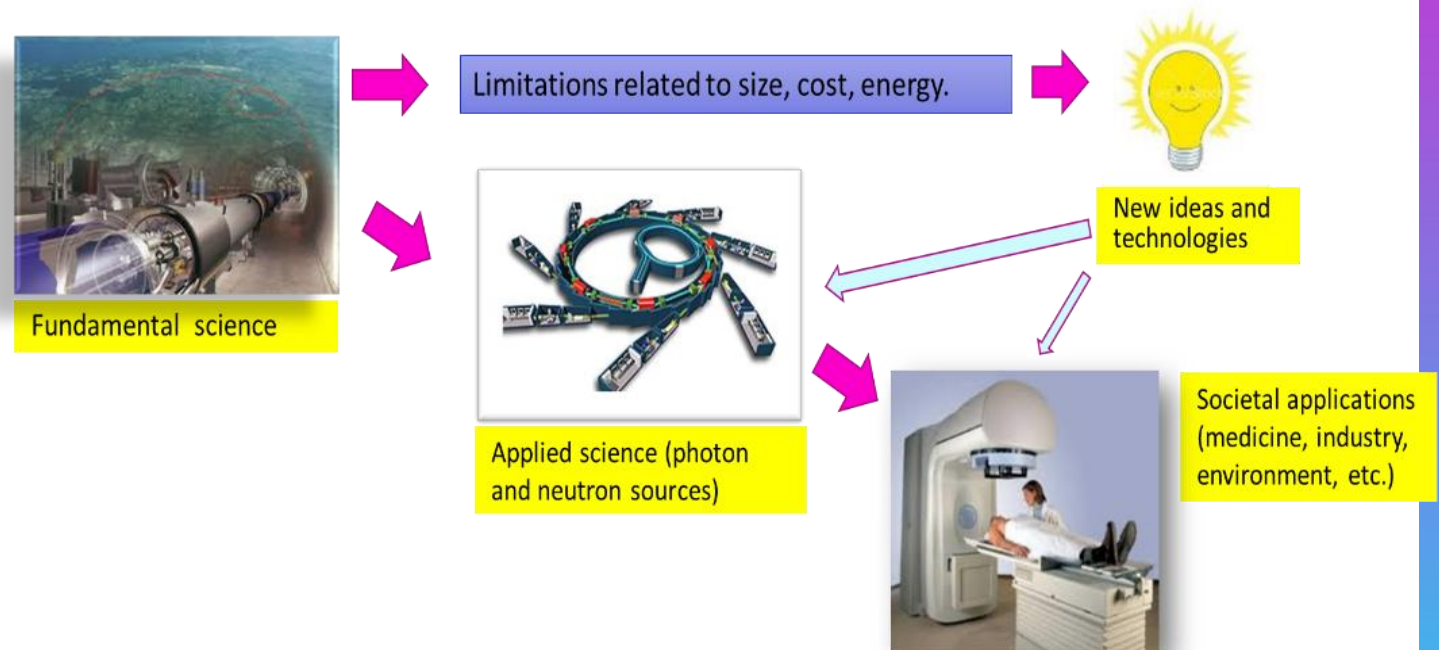 Limitations related to size, cost, energy.
New ideas and
technologies
Fundamental science
Applied science (photon
and neutron sources)
Societal applications
(medicine, industry,
environment, etc.)